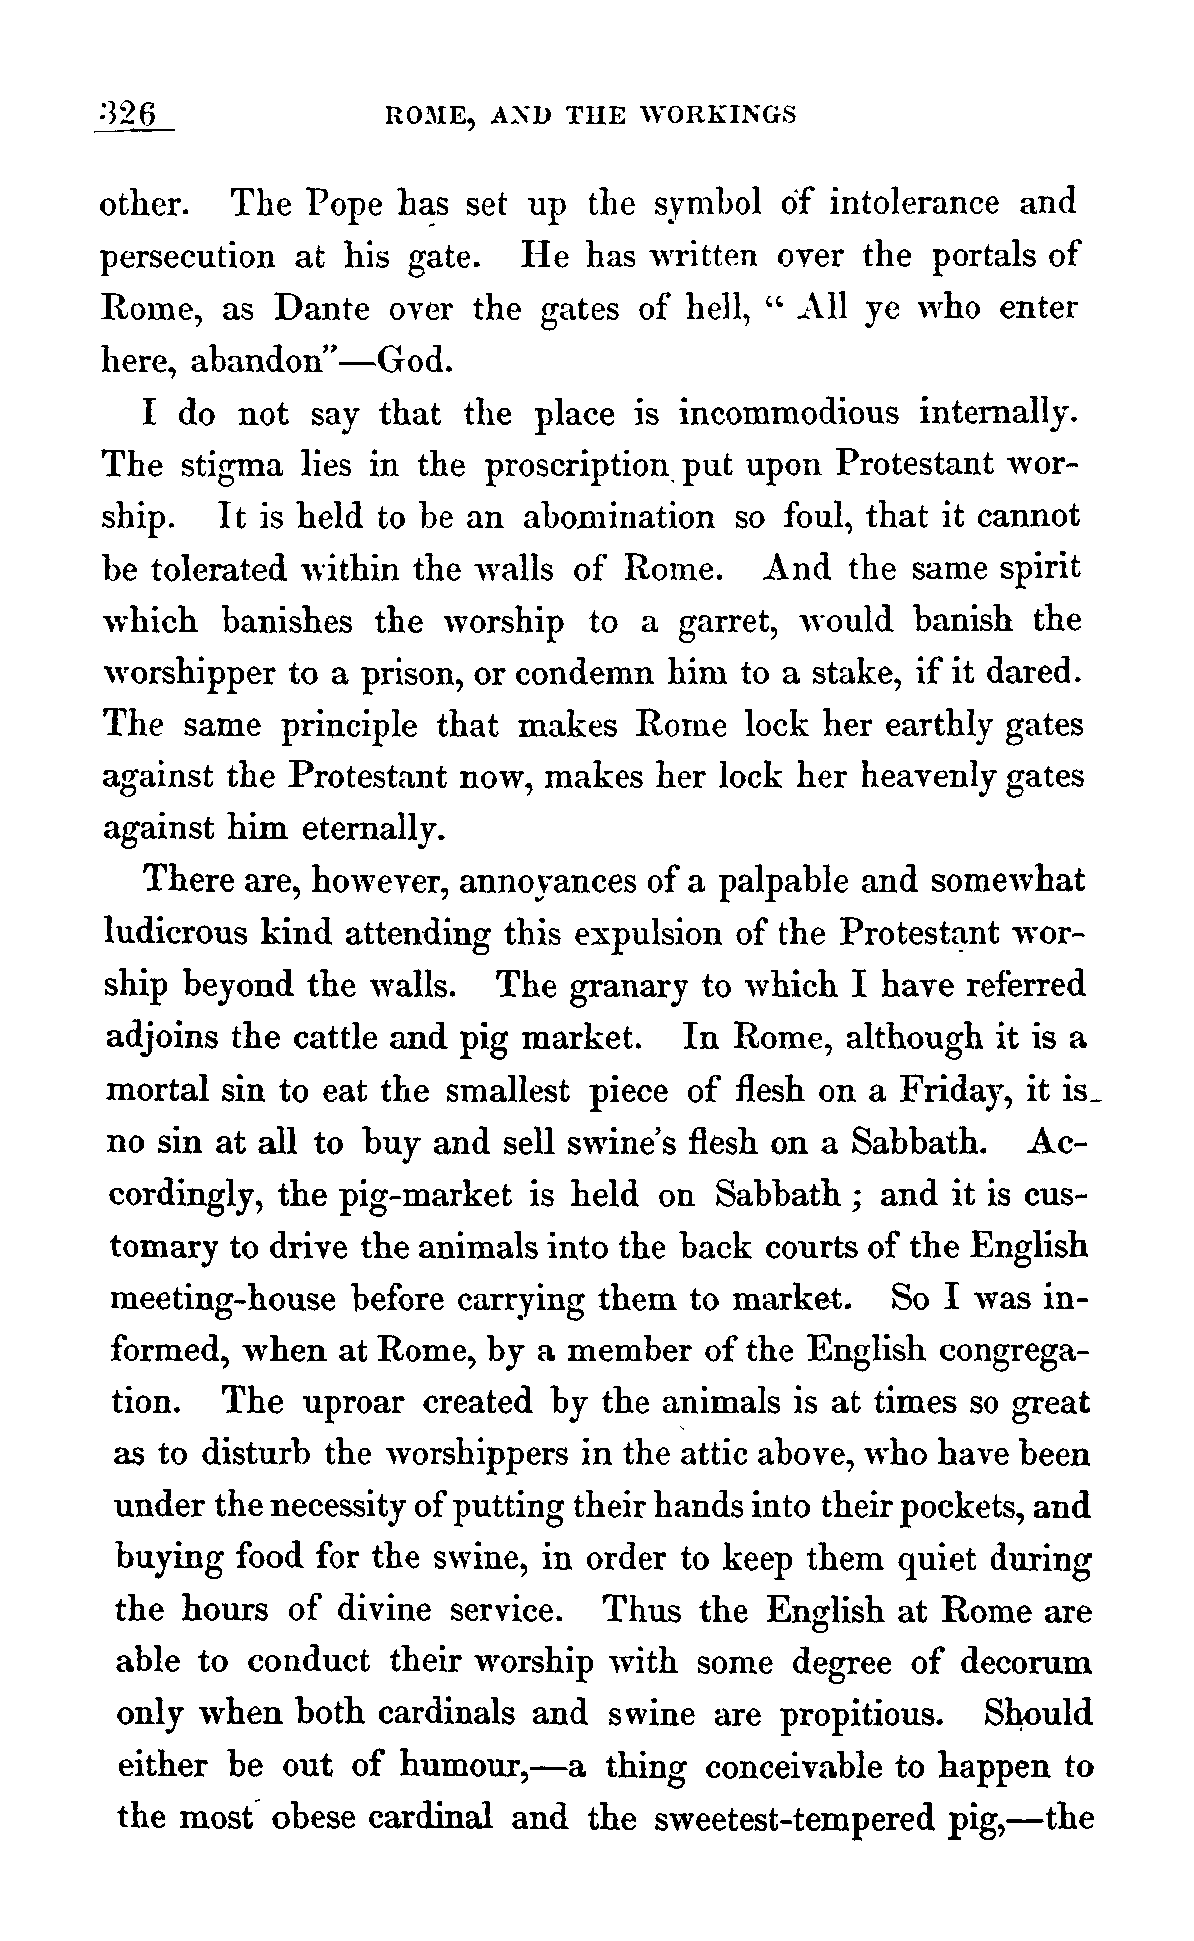 326 ROME, AND THE WORKINGS
other. The Pope has set up the symbol of intolerance and
persecution at his gate. He has written over the portals of
Rome, as Dante over the gates of hell, “ All ye who enter
here, abandon”—God.
I do not say that the place is incommodious internally.
The stigma lies in the proscription put upon Protestant wor-
ship. It is held to be an abomination so foul, that it cannot
be tolerated within the walls of Rome. And the same spirit
which banishes the worship to a garret, would banish the
worshipper to a prison, or condemn him to a stake, if it dared.
The same principle that makes Rome lock her earthly gates
against the Protestant now, makes her lock her heavenly gates
against him eternally.
There are, however, annoyances of a palpable and somewhat
ludicrous kind attending this expulsion of the Protestant wor-
ship beyond the walls. The granary to which I have referred
adjoins the cattle and pig market. In Rome, although it is a
mortal sin to eat the smallest piece of flesh on a Friday, it is
no sin at all to buy and sell swine’s flesh on a Sabbath. Ac-
cordingly, the pig-market is held on Sabbath ; and it is cus-
tomary to drive the animals into the back courts of the English
meeting-house before carrying them to market. So I was in-
formed, when at Rome, by a member of the English congrega-
tion. The uproar created by the animals is at times so great
as to disturb the worshippers in the attic above, who have been
under the necessity of putting their hands into their pockets, and
buying food for the swine, in order to keep them quiet during
the hours of divine service. Thus the English at Rome are
able to conduct their worship with some degree of decorum
only when both cardinals and swine are propitious. Should
either be out of humour,—a thing conceivable to happen to
the most obese cardinal and the sweetest-tempered pig,—the